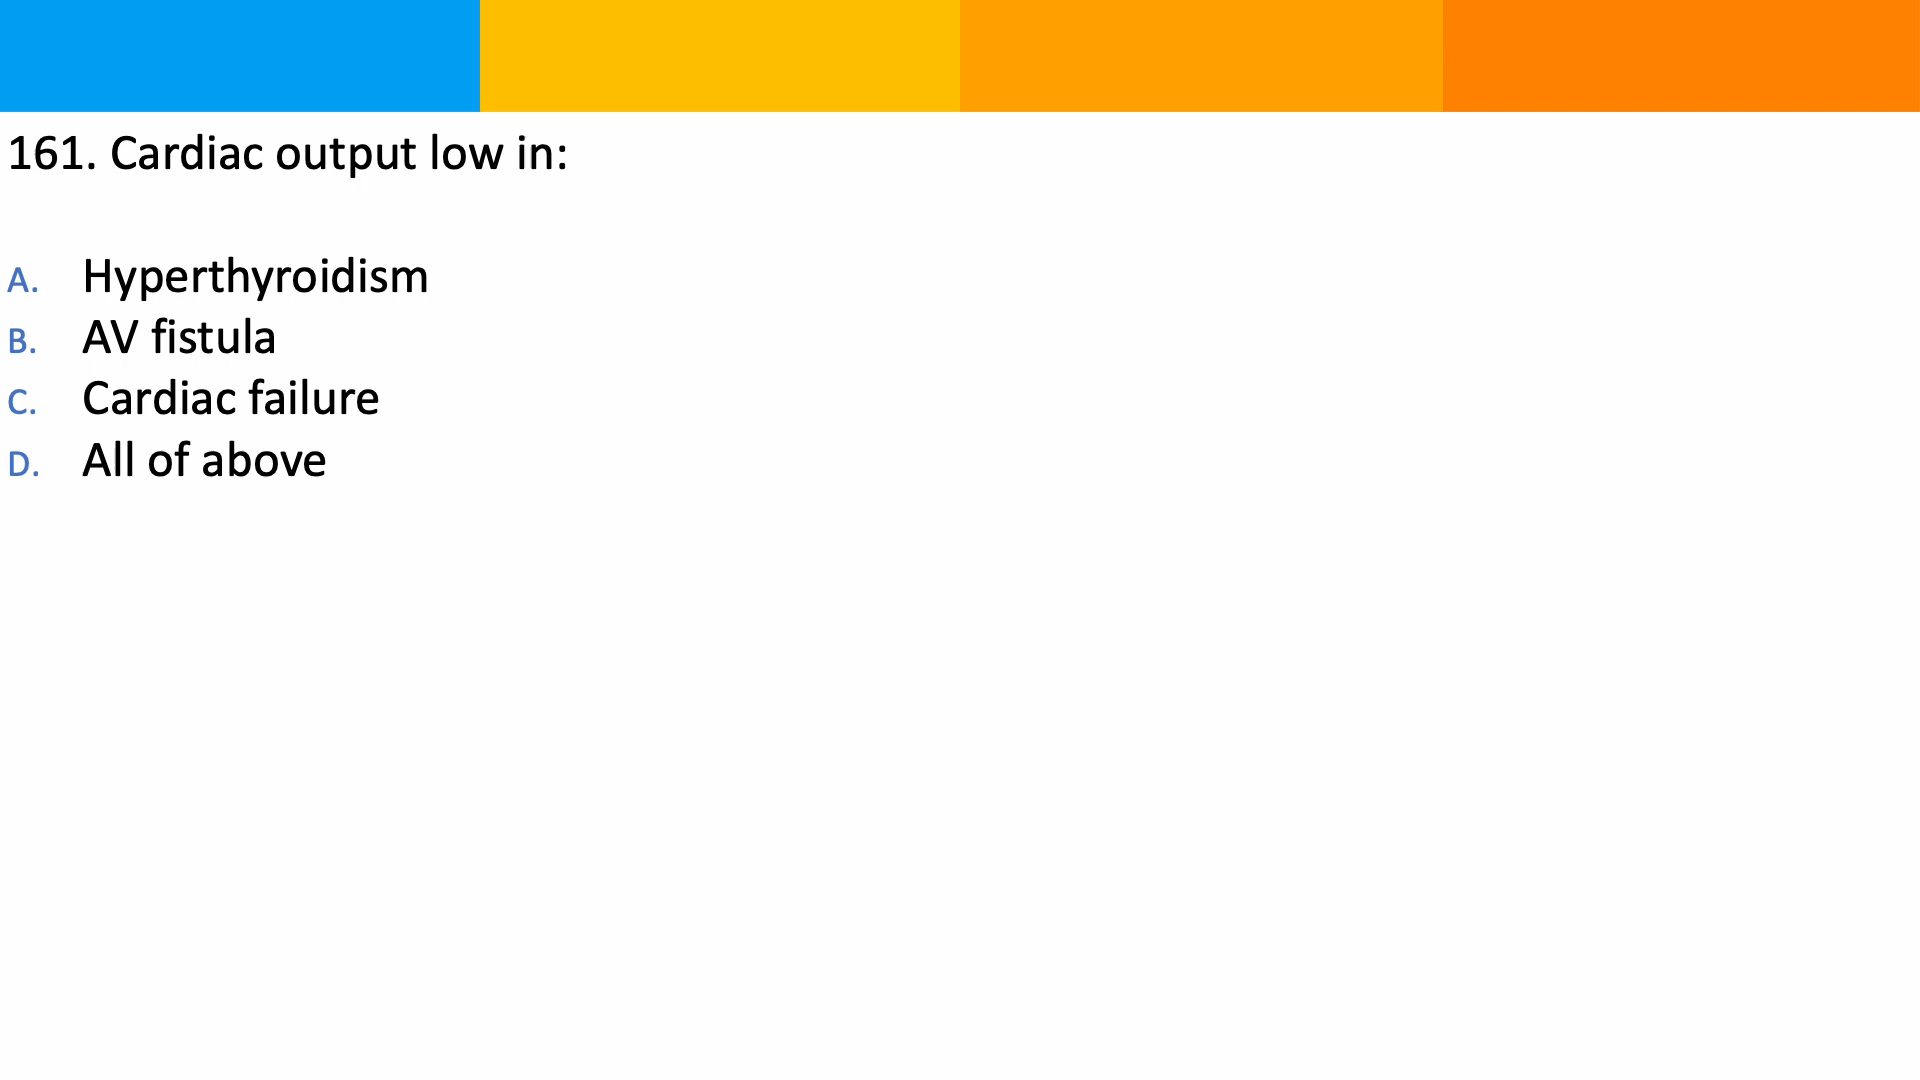 161. Cardiac output low in:
A. Hyperthyroidism
B. AV fistula
C. Cardiac failure
D. All of above